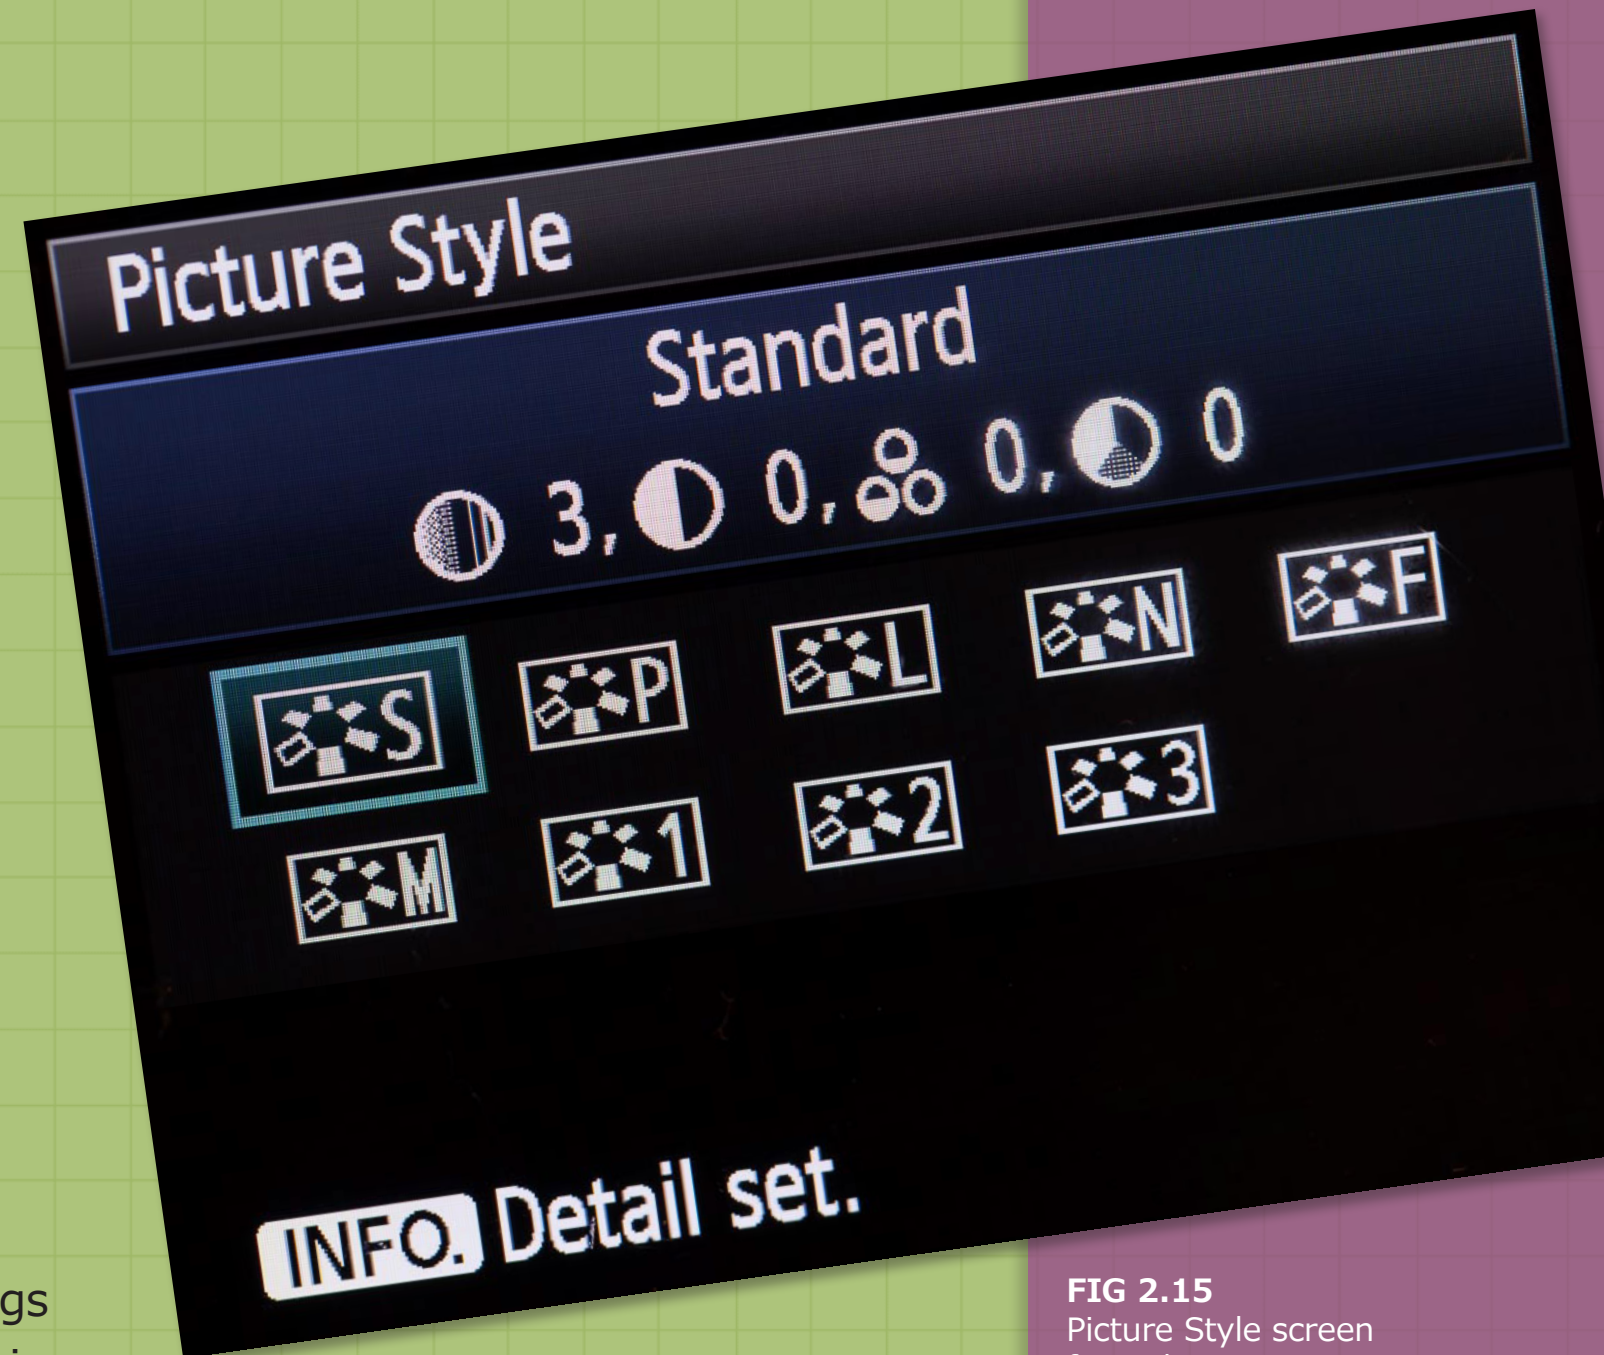 Picture Style
Standard
3, 0, 0, 0
S P L N F
M 1 2 3
INFO. Detail set.
gs
FIG 2.15
Picture Style screen